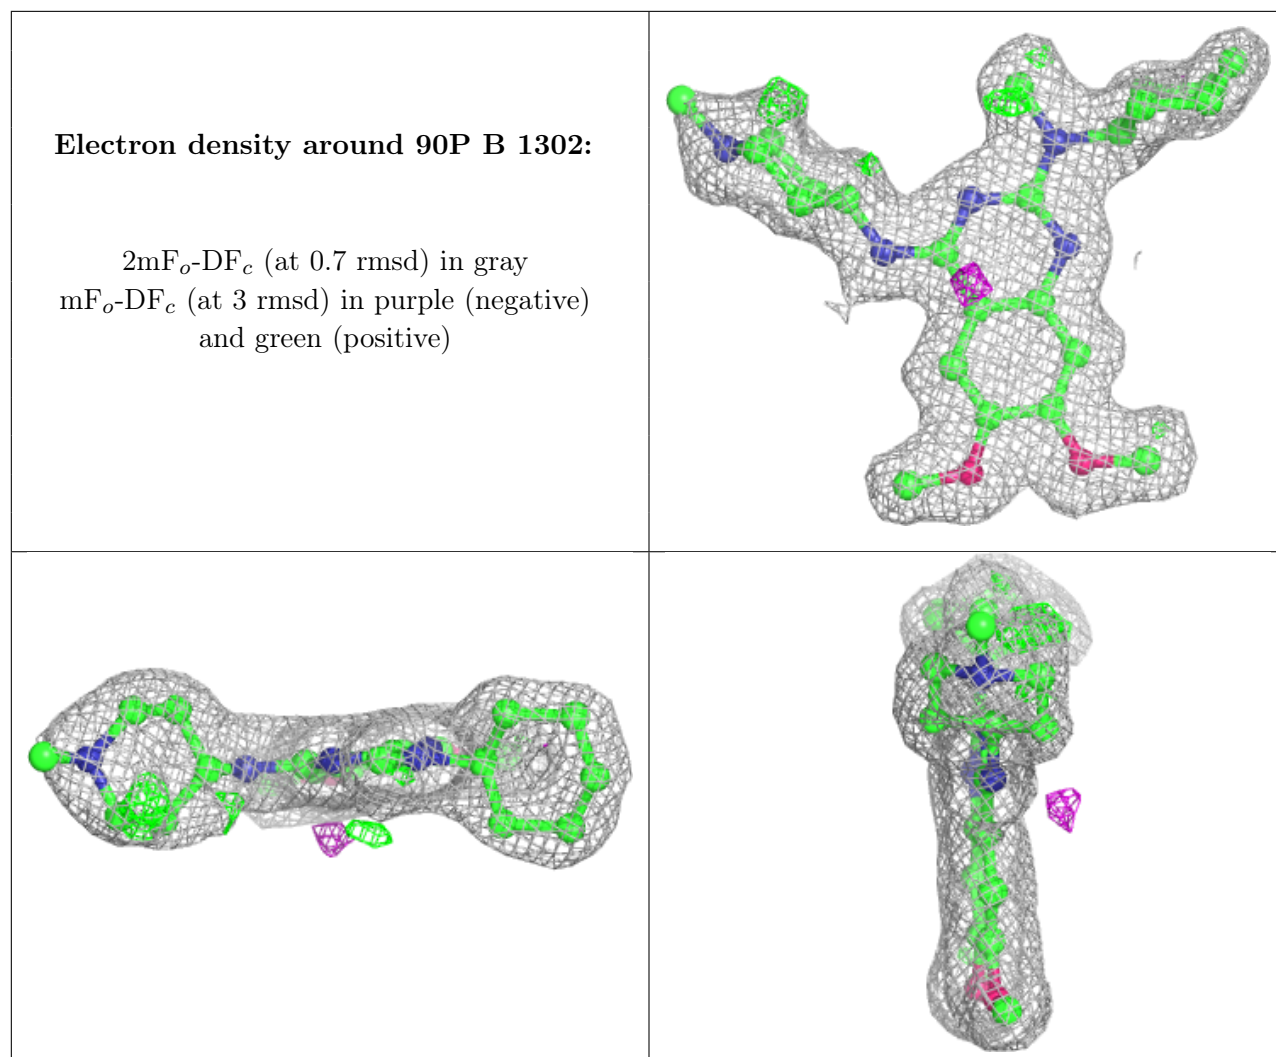 Electron density around 90P B 1302:
2mFo-DFc (at 0.7 rmsd) in gray
mFo-DFc (at 3 rmsd) in purple (negative)
and green (positive)